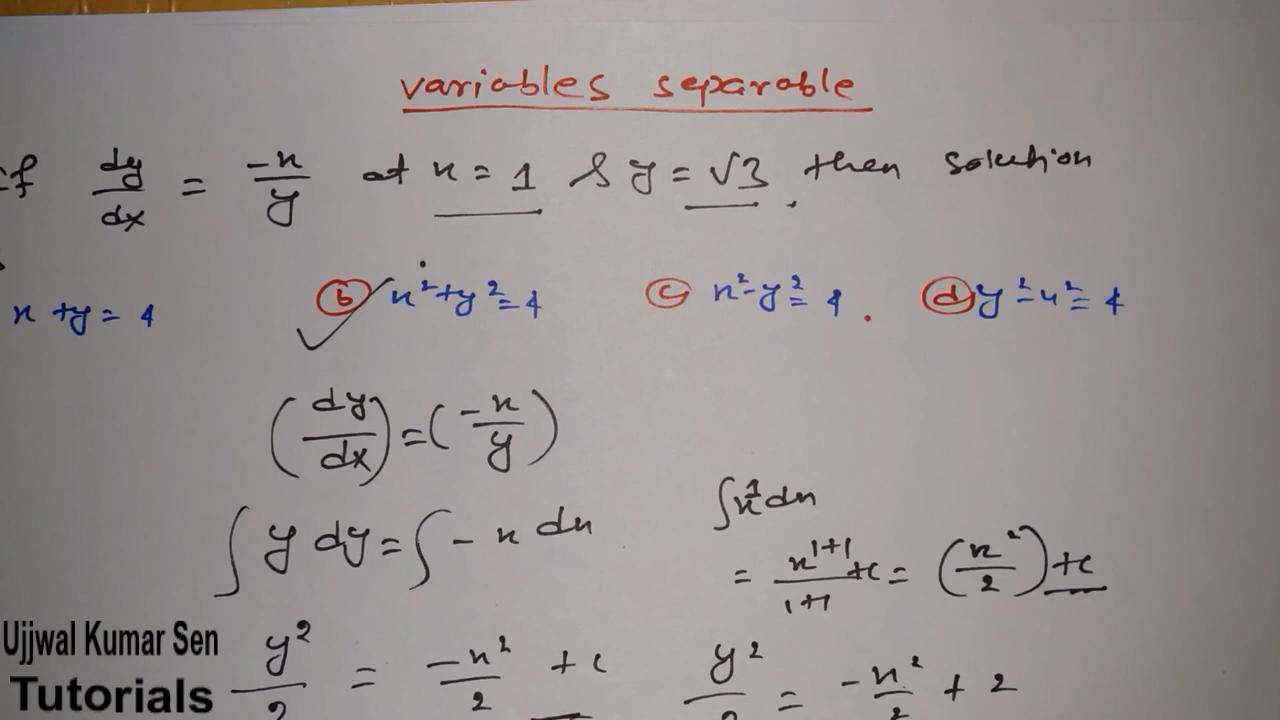 variables separable
If dy/dx = -x/y at x = 1 & y = √3 . then solution
x + y = 4 (b) x² + y² = 4 (c) x² - y² = 4 . (d) y² - x² = 4
(dy/dx) = (-x/y)
∫ y dy = ∫ - x dx ∫ x¹ dx
= x^(1+1)/(1+1) + c = (x²/2) + c
y²/2 = -x²/2 + c y²/2 = -x²/2 + 2
Ujjwal Kumar Sen
Tutorials